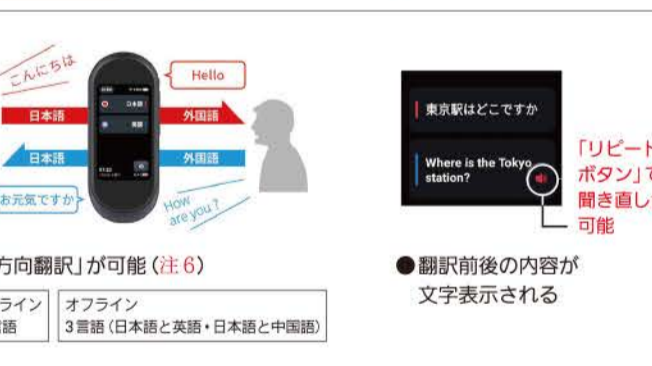 こんにちは
Hello
日本語
外国語
日本語
外国語
お元気ですか
How
are you?
方向翻訳」が可能(注6)
ライン
語
オフライン
3言語(日本語と英語・日本語と中国語)
東京駅はどこですか
Where is the Tokyo
station?
「リピート
ボタン」で
聞き直し
可能
●翻訳前後の内容が
文字表示される